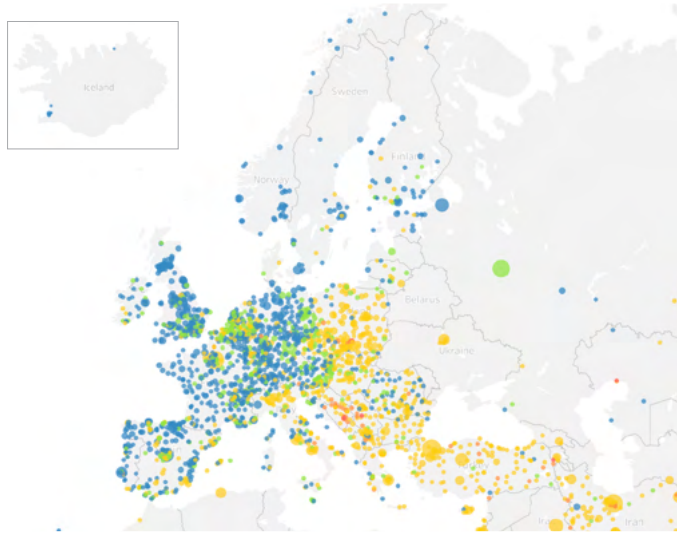 Iceland
Sweden
Finland
Norway
Belarus
Ukraine
Iran